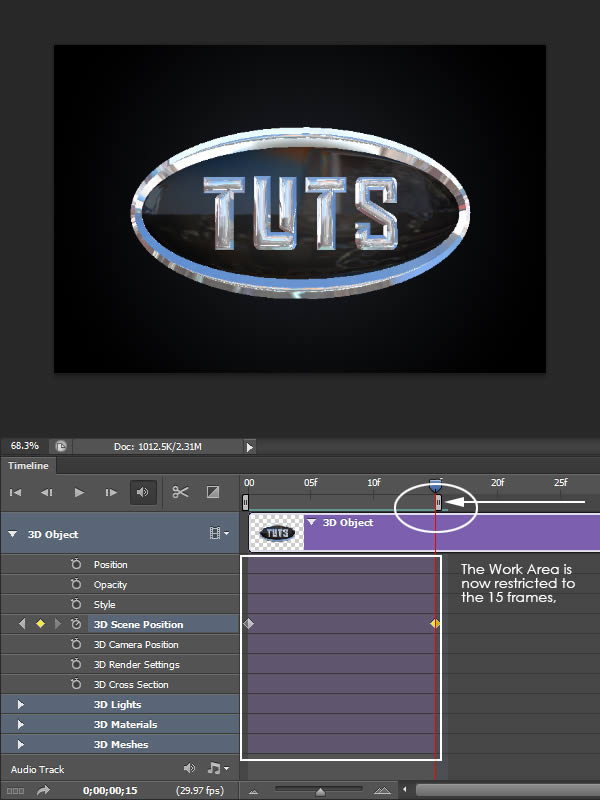 TUTS
68.3%
Doc: 1012.5K/2.31M
Timeline
00 05f 10f 20f 25f
3D Object
TUTS
3D Object
Position
Opacity
Style
3D Scene Position
3D Camera Position
3D Render Settings
3D Cross Section
3D Lights
3D Materials
3D Meshes
The Work Area is
now restricted to
the 15 frames,
Audio Track
0;00;00;15
(29.97 fps)